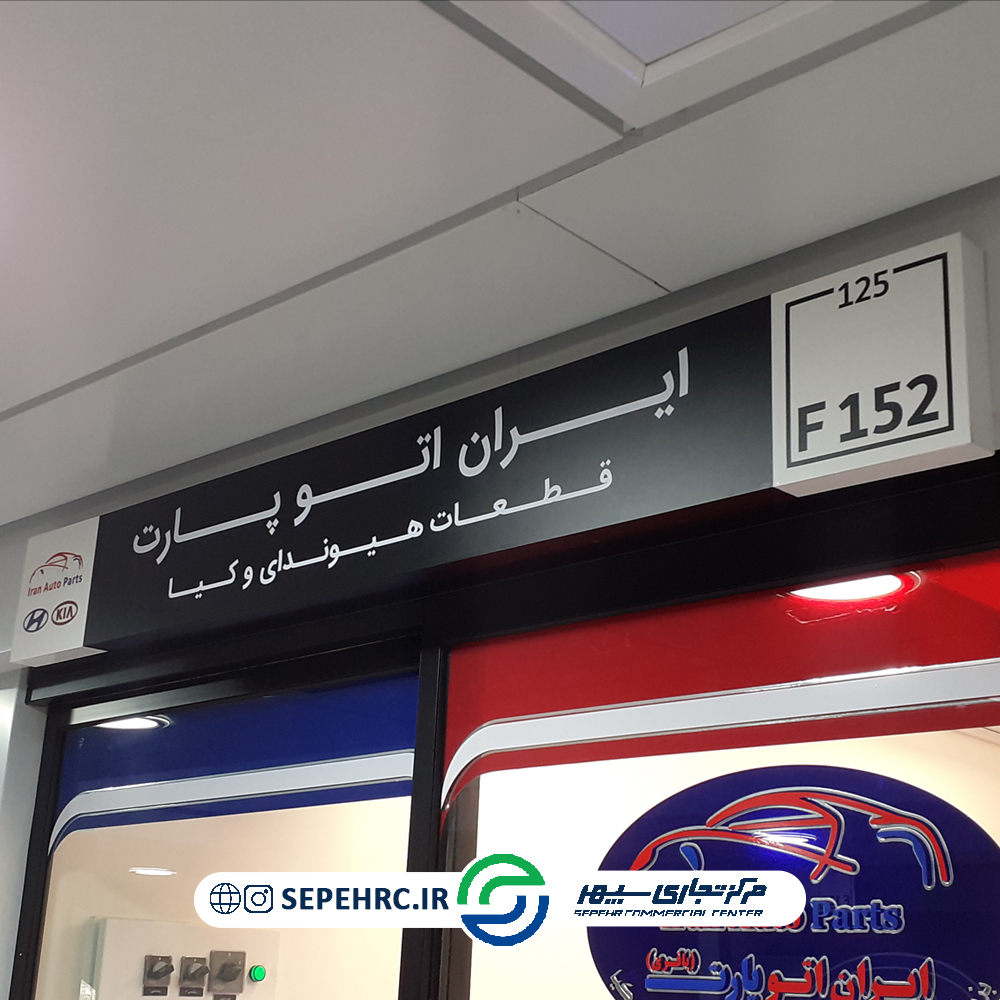 125
F 152
ایران اتو پارت
قطعات هیوندای و کیا
Iran Auto Parts
KIA
SEPEHRC.IR
مرکز تجاری سپهر
SEPEHR COMMERCIAL CENTER
Auto Parts
ایران اتو پارت